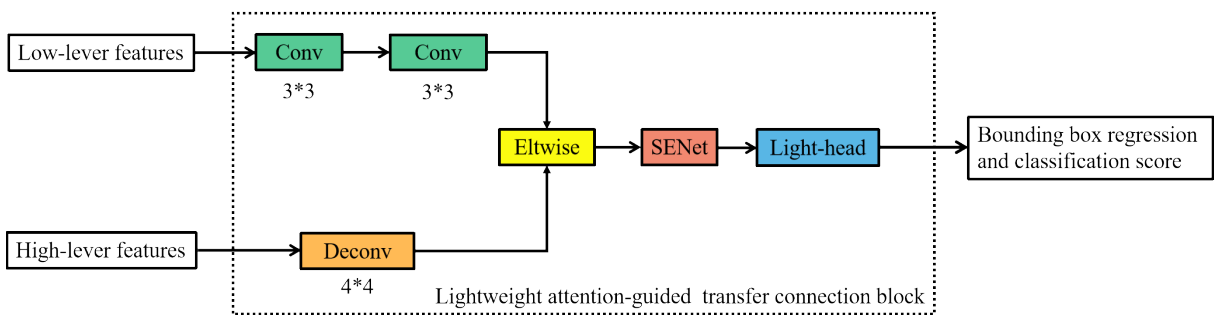 Low-lever features
Conv
Conv
3*3
3*3
Eltwise
SENet
Light-head
Bounding box regression
and classification score
High-lever features
Deconv
4*4
Lightweight attention-guided transfer connection block